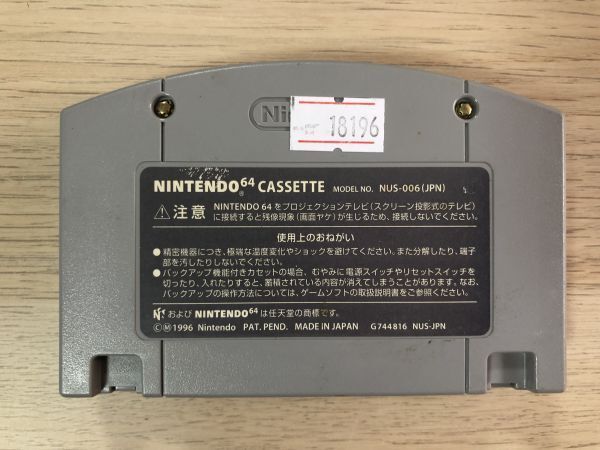 Nin
18196
NINTENDO64 CASSETTE MODEL NO. NUS-006(JPN)
®
⚠注意 NINTENDO 64 をプロジェクションテレビ(スクリーン投影式のテレビ)
に接続すると残像現象(画面ヤケ)が生じるため、接続しないでください。
使用上のおねがい
●精密機器につき、極端な温度変化やショックを避けてください。また分解したり、端子
部を汚したりしないでください。
●バックアップ機能付きカセットの場合、むやみに電源スイッチやリセットスイッチを
切ったり、入れたりすると、蓄積されている内容が消えてしまうことがあります。なお、
バックアップの操作方法については、ゲームソフトの取扱説明書をご参照ください。
および NINTENDO64 は任天堂の商標です。
©Ⓜ1996 Nintendo PAT. PEND. MADE IN JAPAN G744816 NUS-JPN